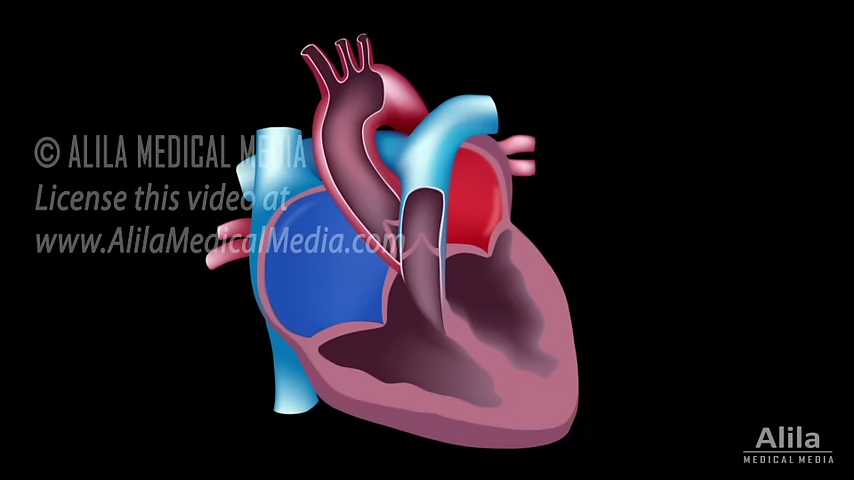 © ALILA MEDICAL MEDIA
License this video at
www.AlilaMedicalMedia.com
Alila
MEDICAL MEDIA